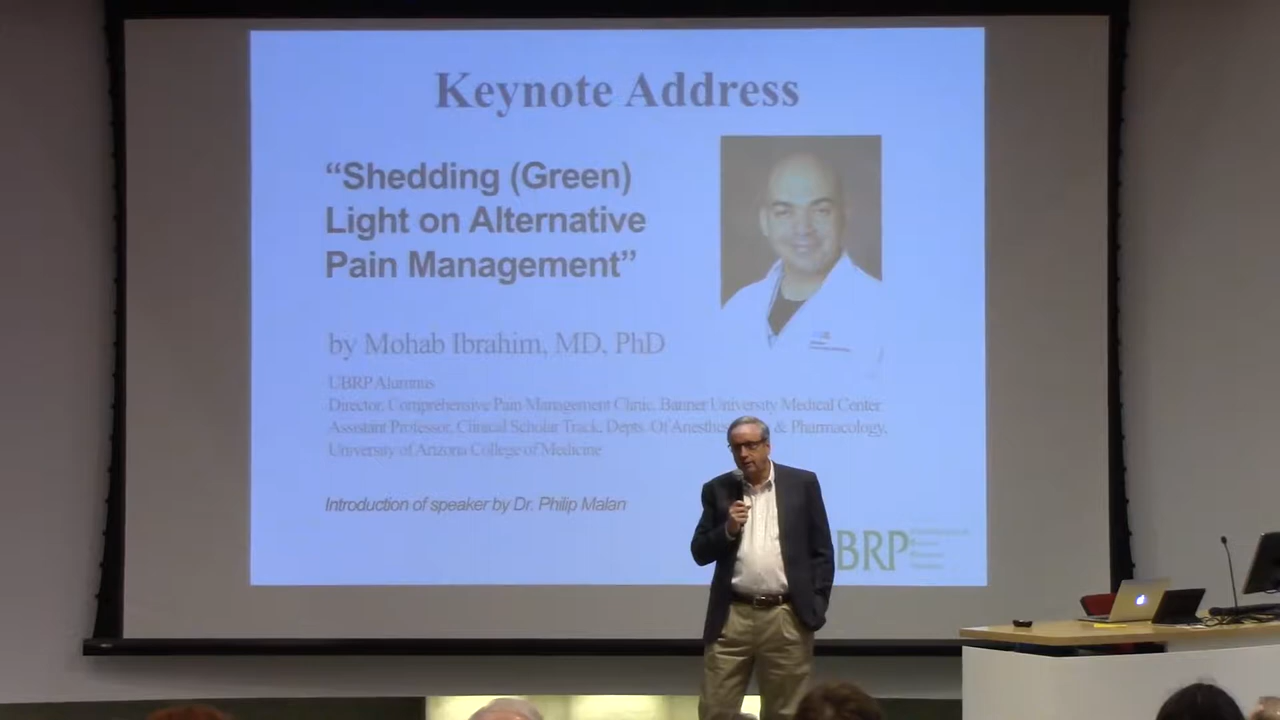 Keynote Address
“Shedding (Green)
Light on Alternative
Pain Management”
by Mohab Ibrahim, MD, PhD
UBRP Alumnus
Director, Comprehensive Pain Management Clinic, Banner University Medical Center
Assistant Professor, Clinical Scholar Track, Depts. Of & Pharmacology,
University of Arizona College of Medicine
Introduction of speaker by Dr. Philip Malan
BRP